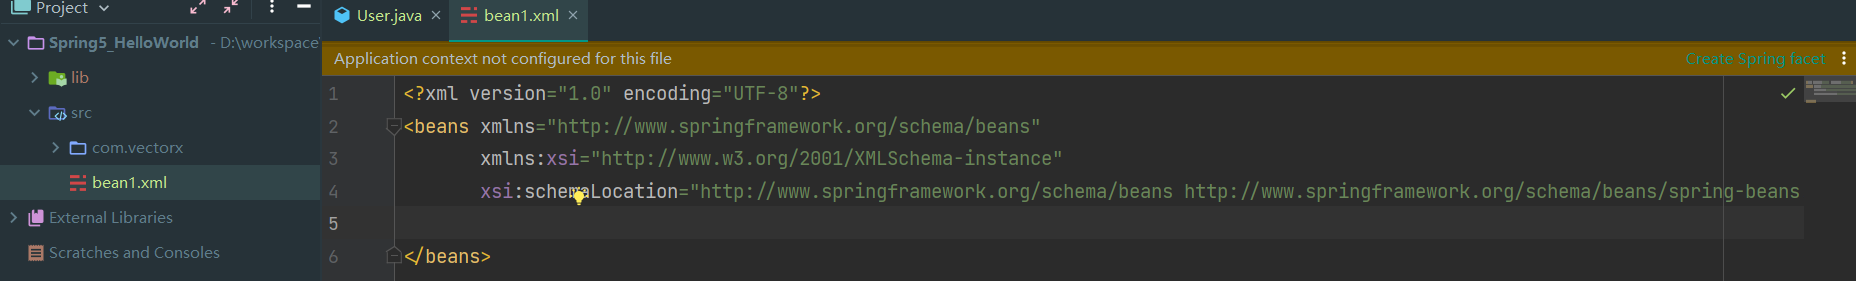 Project
User.java
bean1.xml
Spring5_HelloWorld - D:\workspace\
Application context not configured for this file
Create Spring facet
lib
1 <?xml version="1.0" encoding="UTF-8"?>
src
2 <beans xmlns="http://www.springframework.org/schema/beans"
com.vectorx
3 xmlns:xsi="http://www.w3.org/2001/XMLSchema-instance"
bean1.xml
4 xsi:schemaLocation="http://www.springframework.org/schema/beans http://www.springframework.org/schema/beans/spring-beans
External Libraries
5
Scratches and Consoles
6 </beans>